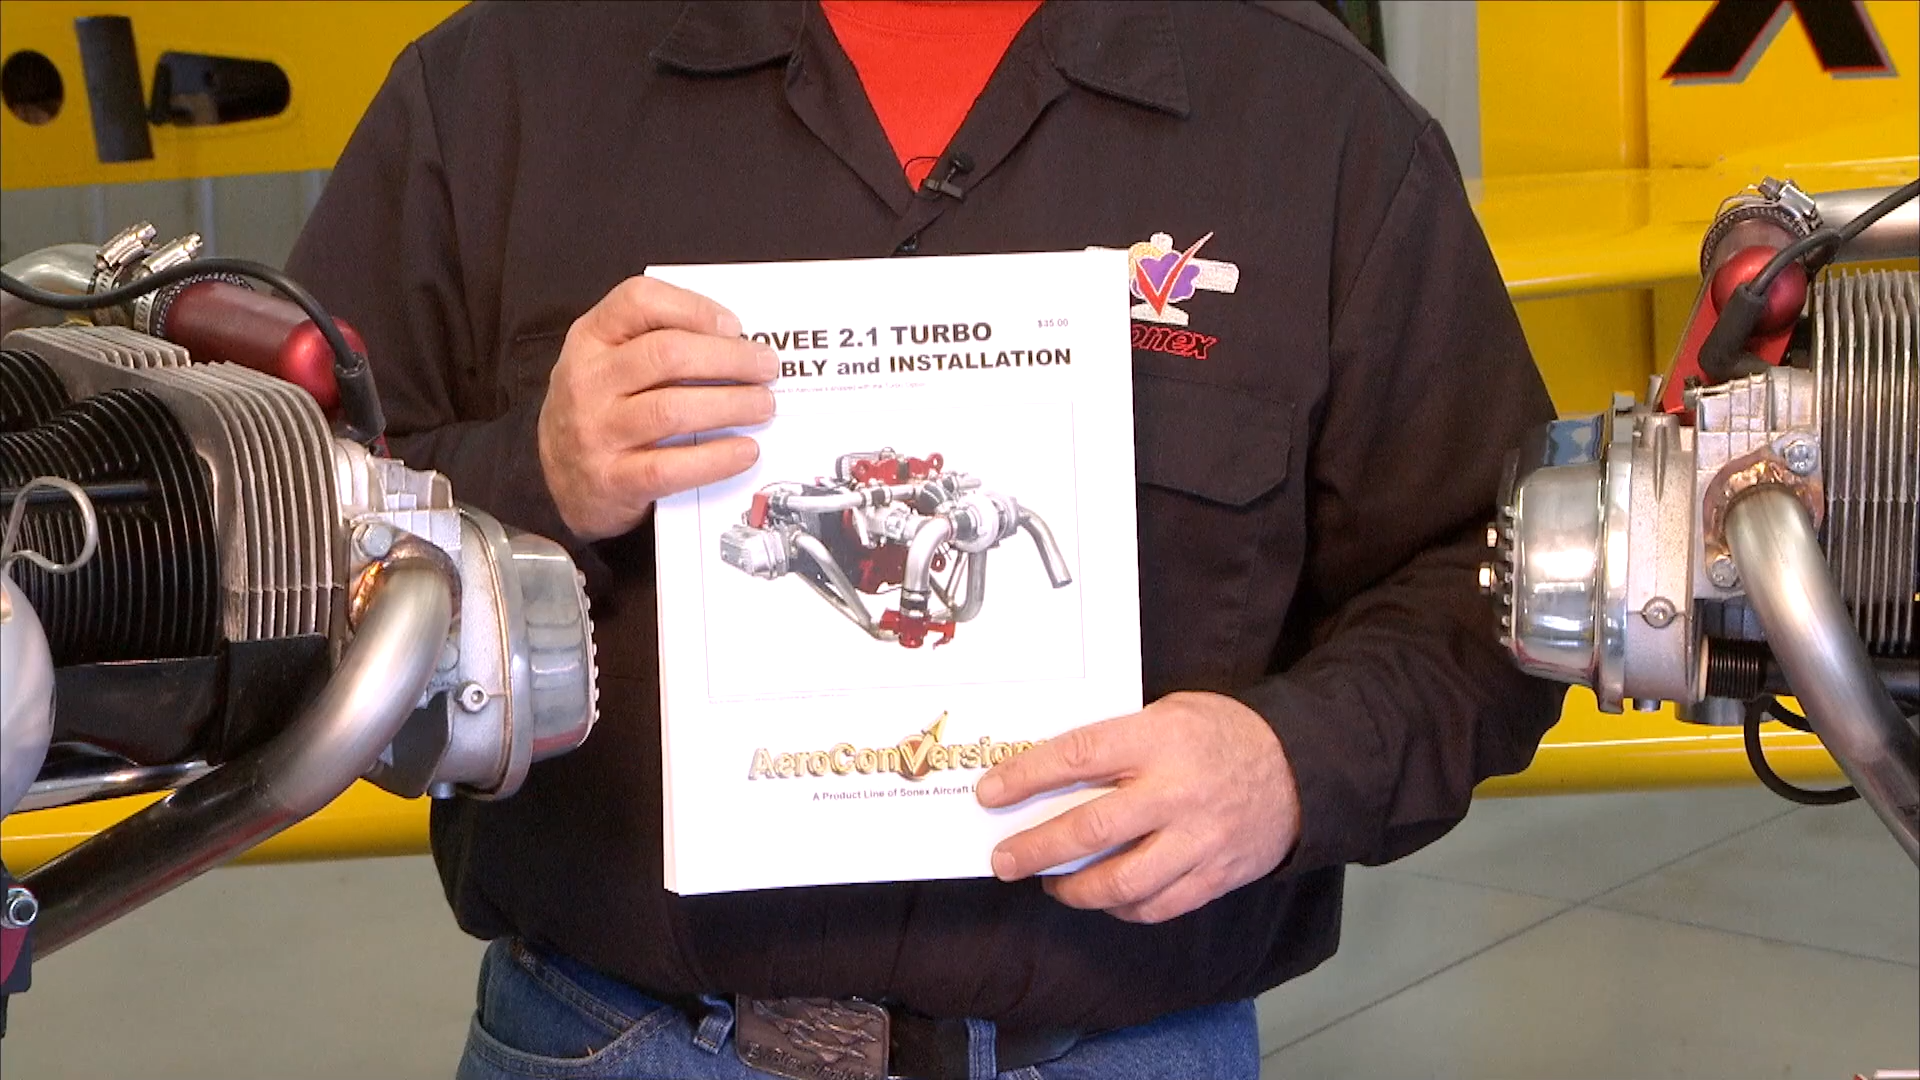 $35.00
OVEE 2.1 TURBO
BLY and INSTALLATION
AeroConversion
A Product Line of Sonex Aircraft L
onex
X